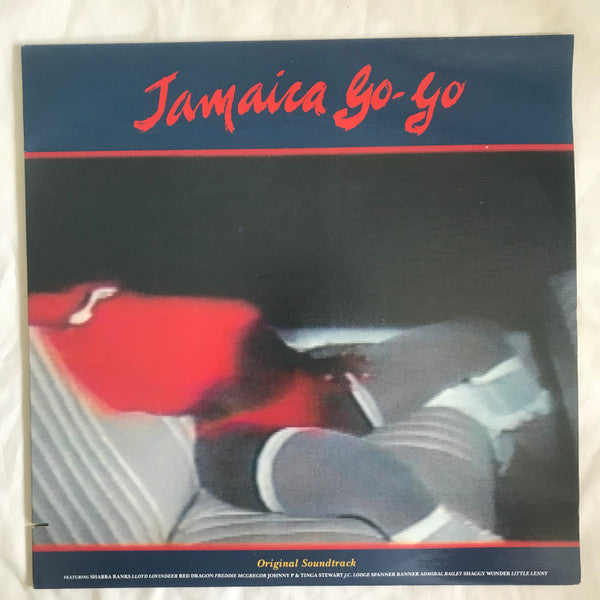 Jamaica Go-Go
Original Soundtrack
FEATURING SHABBA RANKS LLOYD LOVINDEER RED DRAGON FREDDIE MCGREGOR JOHNNY P & TINGA STEWART J.C. LODGE SPANNER BANNER ADMIRAL BAILEY SHAGGY WONDER LITTLE LENNY